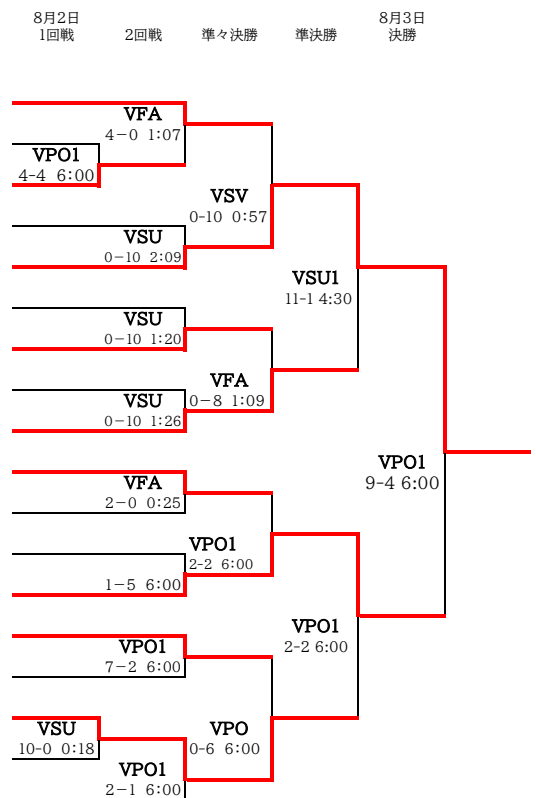 8月2日
8月3日
1回戦
2回戦
準々決勝
準決勝
決勝
VFA
4－0 1:07
VPO1
4-4 6:00
VSV
0-10 0:57
VSU
0－10 2:09
VSU1
11-1 4:30
VSU
0－10 1:20
VFA
0－8 1:09
VSU
0－10 1:26
VPO1
9-4 6:00
VFA
2－0 0:25
VPO1
2-2 6:00
1－5 6:00
VPO1
2-2 6:00
VPO1
7－2 6:00
VSU
10-0 0:18
VPO
0-6 6:00
VPO1
2－1 6:00